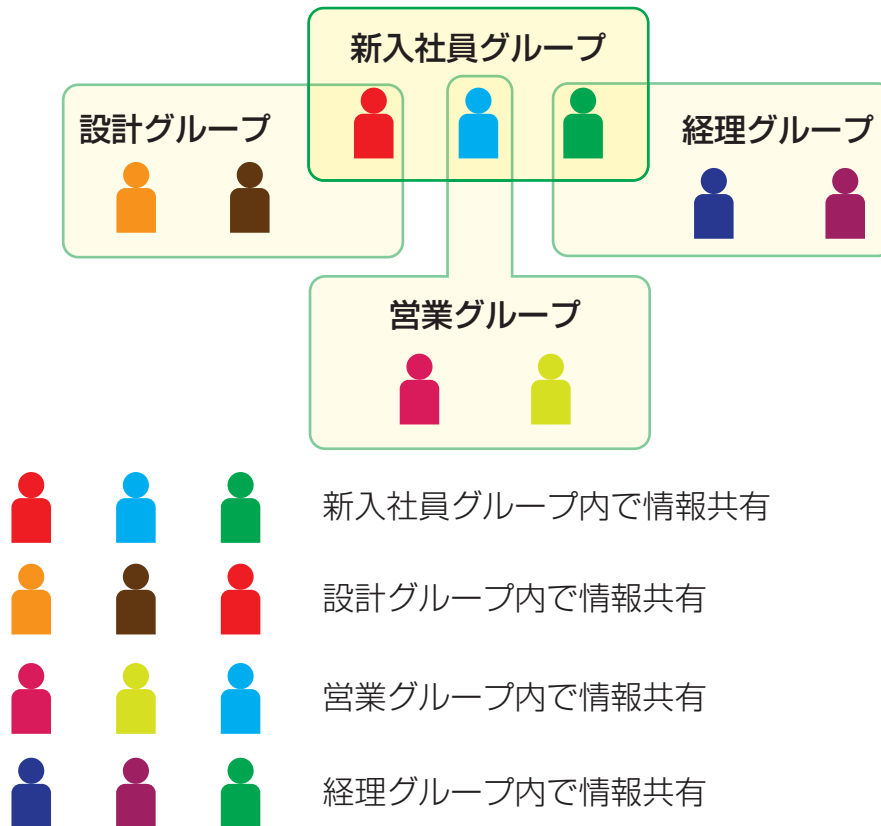 新入社員グループ
設計グループ
経理グループ
営業グループ
新入社員グループ内で情報共有
設計グループ内で情報共有
営業グループ内で情報共有
経理グループ内で情報共有